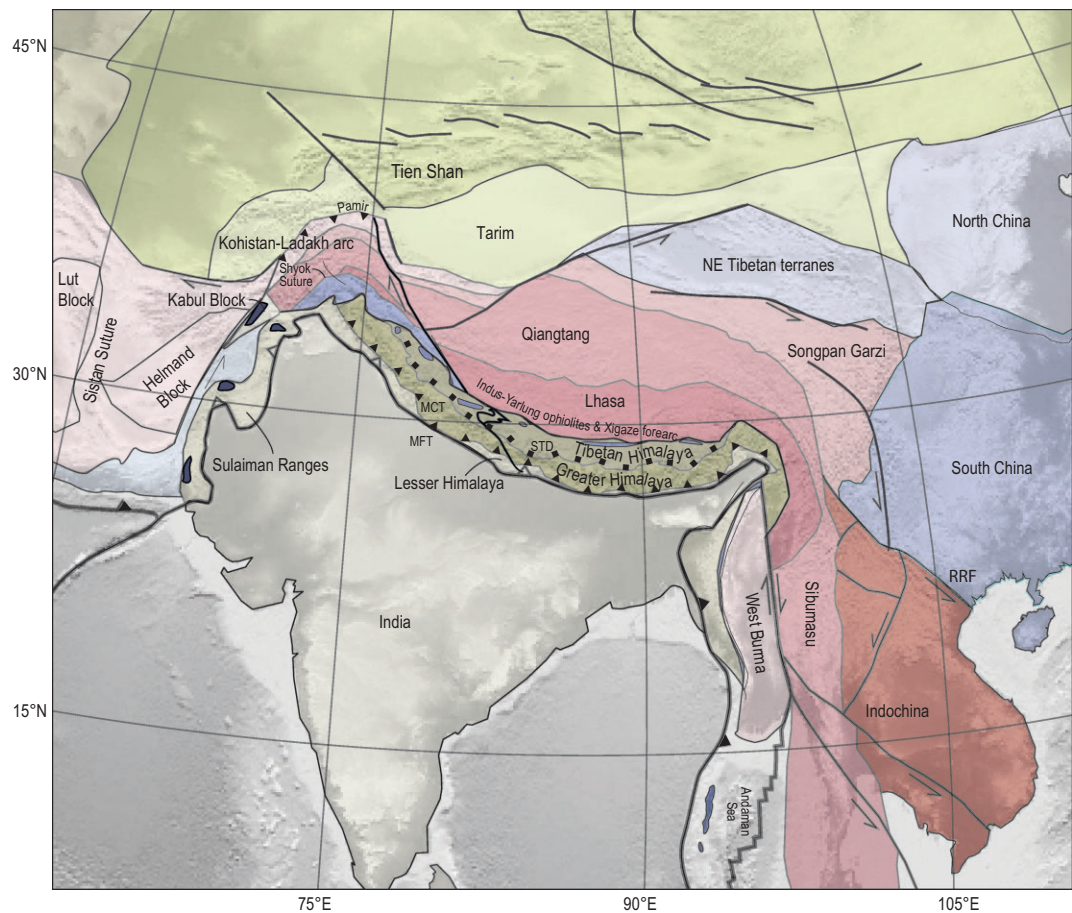 45°N
Tien Shan
Pamir
Tarim
North China
Kohistan-Ladakh arc
NE Tibetan terranes
Shyok
Suture
Lut
Block
Kabul Block
Qiangtang
Sistan Suture
Songpan Garzi
Helmand
Block
30°N
Indus-Yarlung ophiolites & Xigaze forearc
Lhasa
MCT
MFT
STD
Tibetan Himalaya
Sulaiman Ranges
Greater Himalaya
Lesser Himalaya
South China
RRF
India
West Burma
Sibumasu
15°N
Indochina
Andaman
Sea
75°E
90°E
105°E